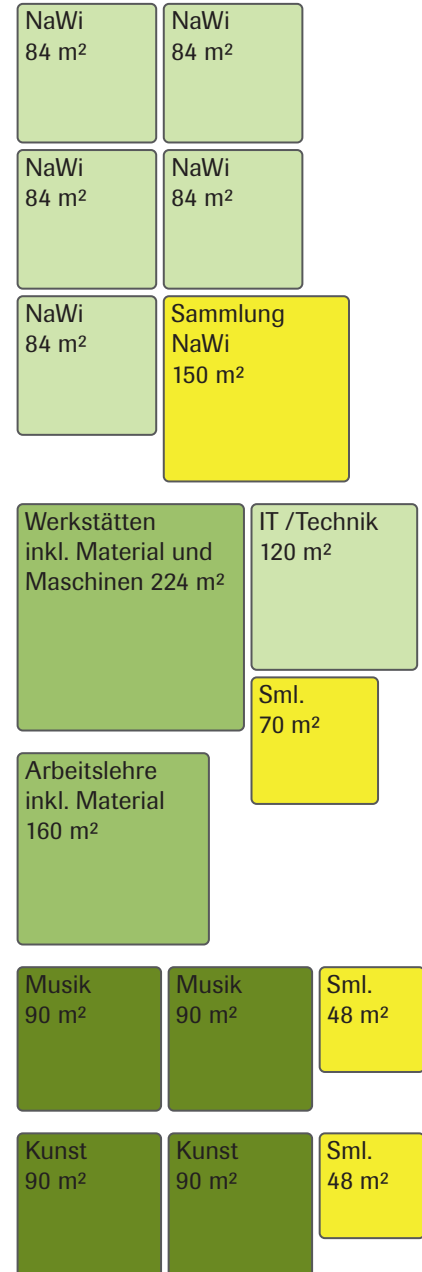 NaWi
84 m²
NaWi
84 m²
NaWi
84 m²
NaWi
84 m²
NaWi
84 m²
Sammlung
NaWi
150 m²
Werkstätten
inkl. Material und
Maschinen 224 m²
IT /Technik
120 m²
Sml.
70 m²
Arbeitslehre
inkl. Material
160 m²
Musik
90 m²
Musik
90 m²
Sml.
48 m²
Kunst
90 m²
Kunst
90 m²
Sml.
48 m²